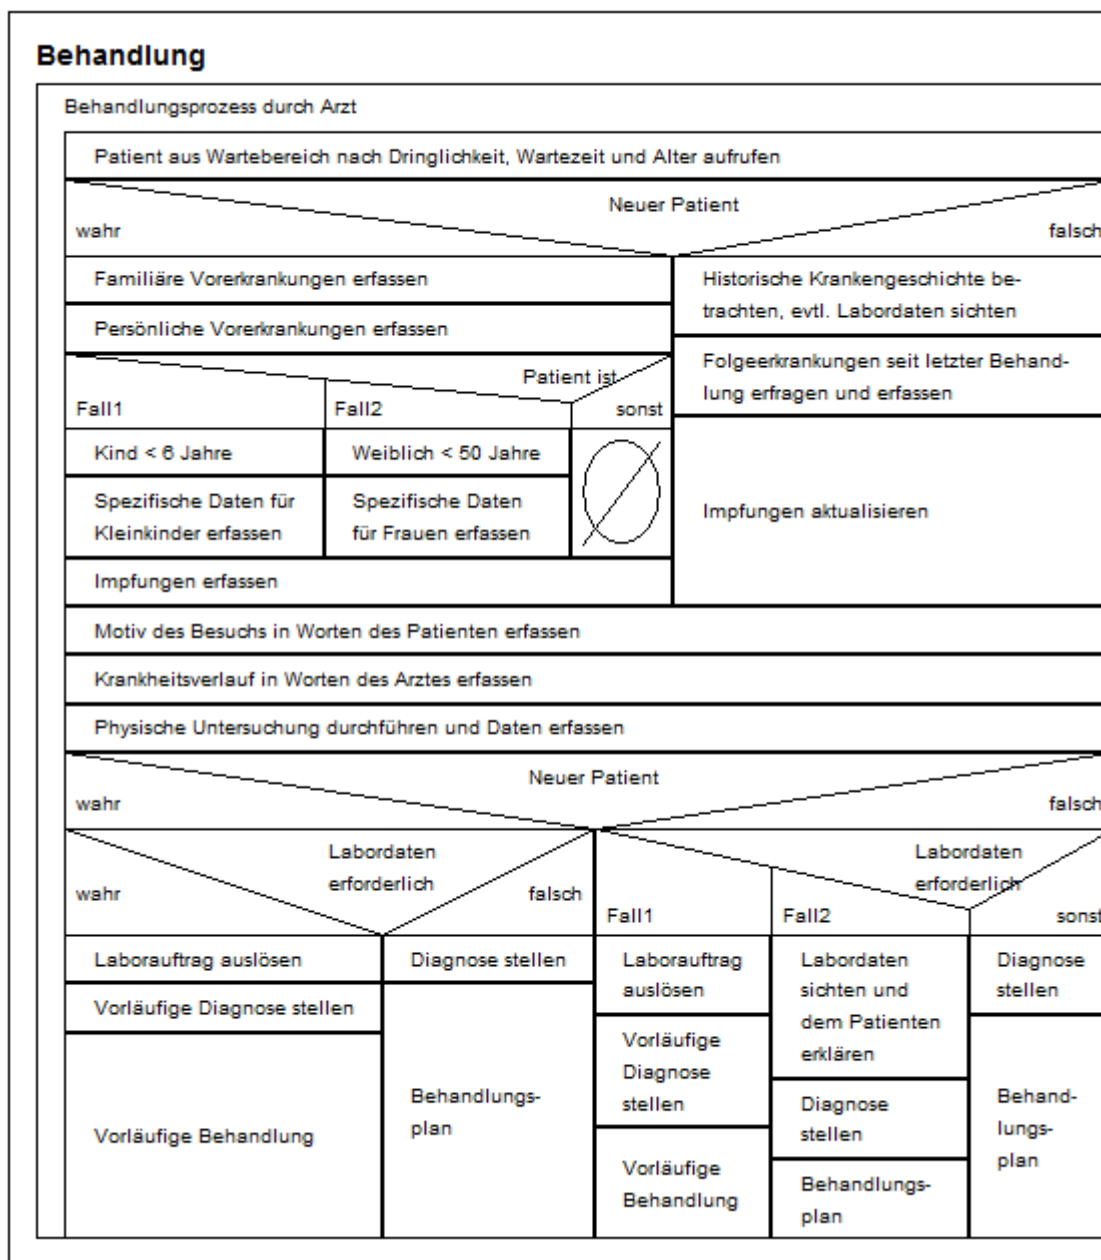 Behandlung
Behandlungsprozess durch Arzt
Patient aus Wartebereich nach Dringlichkeit, Wartezeit und Alter aufrufen
Neuer Patient
wahr
falsch
Familiäre Vorerkrankungen erfassen
Persönliche Vorerkrankungen erfassen
Patient ist
Fall1
Fall2
sonst
Kind < 6 Jahre
Spezifische Daten für
Kleinkinder erfassen
Weiblich < 50 Jahre
Spezifische Daten
für Frauen erfassen
Impfungen erfassen
Historische Krankengeschichte be-
trachten, evtl. Labordaten sichten
Folgeerkrankungen seit letzter Behand-
lung erfragen und erfassen
Impfungen aktualisieren
Motiv des Besuchs in Worten des Patienten erfassen
Krankheitsverlauf in Worten des Arztes erfassen
Physische Untersuchung durchführen und Daten erfassen
Neuer Patient
wahr
falsch
Labordaten
erforderlich
wahr
falsch
Laborauftrag auslösen
Vorläufige Diagnose stellen
Vorläufige Behandlung
Diagnose stellen
Behandlungs-
plan
Labordaten
erforderlich
Fall1
Fall2
sonst
Laborauftrag
auslösen
Vorläufige
Diagnose
stellen
Vorläufige
Behandlung
Labordaten
sichten und
dem Patienten
erklären
Diagnose
stellen
Behandlungs-
plan
Diagnose
stellen
Behand-
lungs-
plan